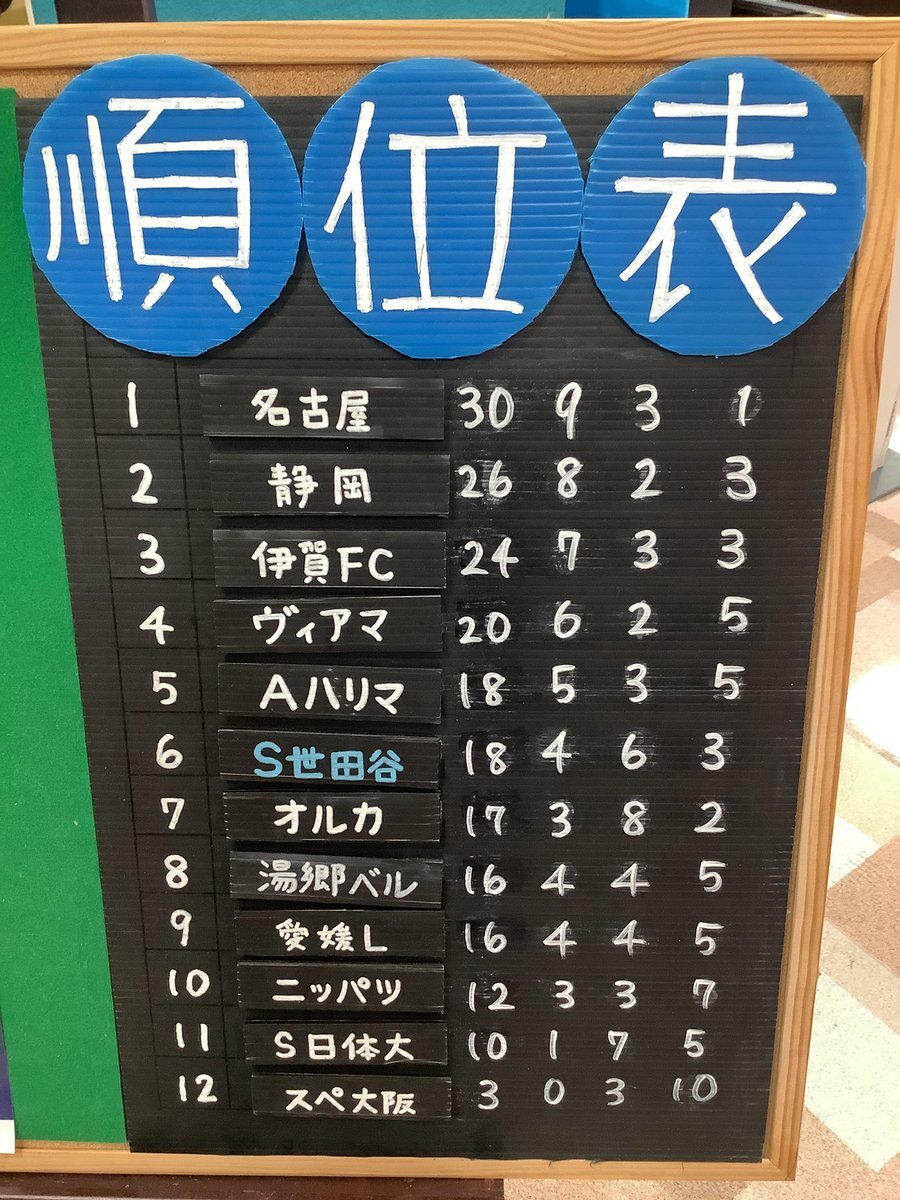 順位表
1 名古屋 30 9 3 1
2 静岡 26 8 2 3
3 伊賀FC 24 7 3 3
4 ヴィアマ 20 6 2 5
5 Aハリマ 18 5 3 5
6 S世田谷 18 4 6 3
7 オルカ 17 3 8 2
8 湯郷ベル 16 4 4 5
9 愛媛L 16 4 4 5
10 ニッパツ 12 3 3 7
11 S日体大 10 1 7 5
12 スペ大阪 3 0 3 10